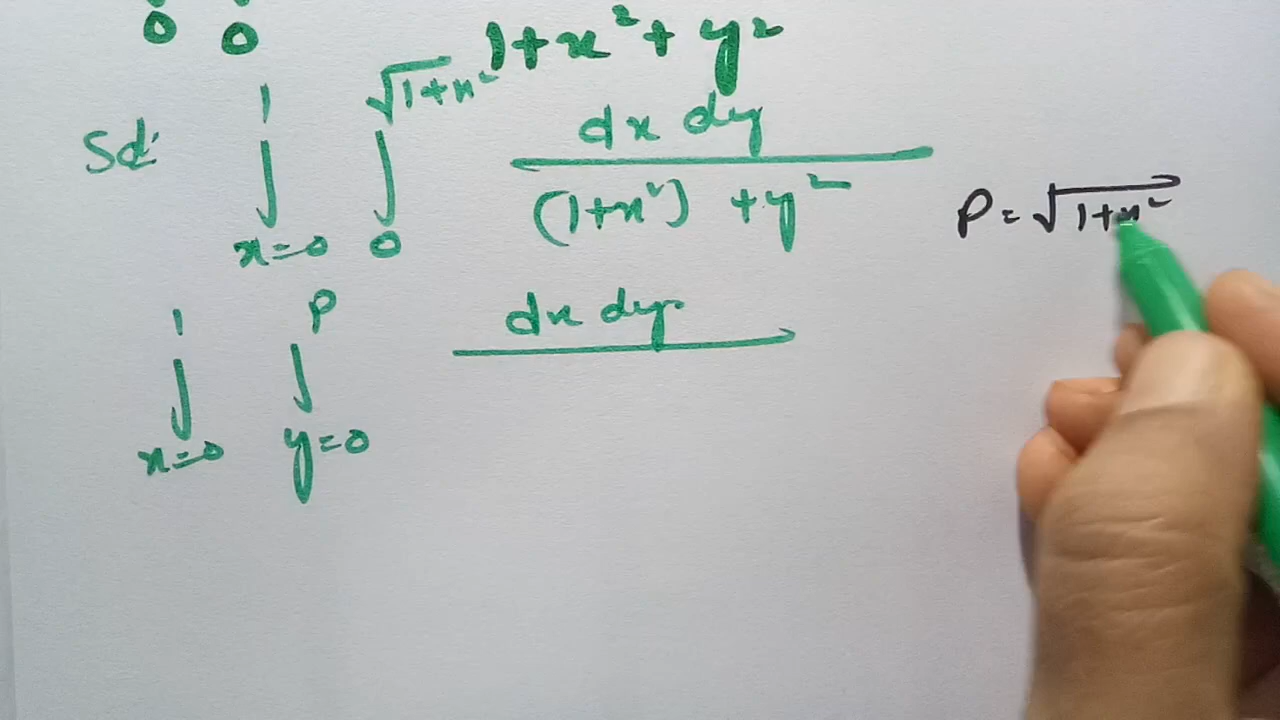 0 0 1+x² + y²
Sol 1 √1+x² dx dy
∫ ∫ (1+x²) + y²
x=0 0
P = √1+x²
1 P dx dy
∫ ∫
x=0 y=0